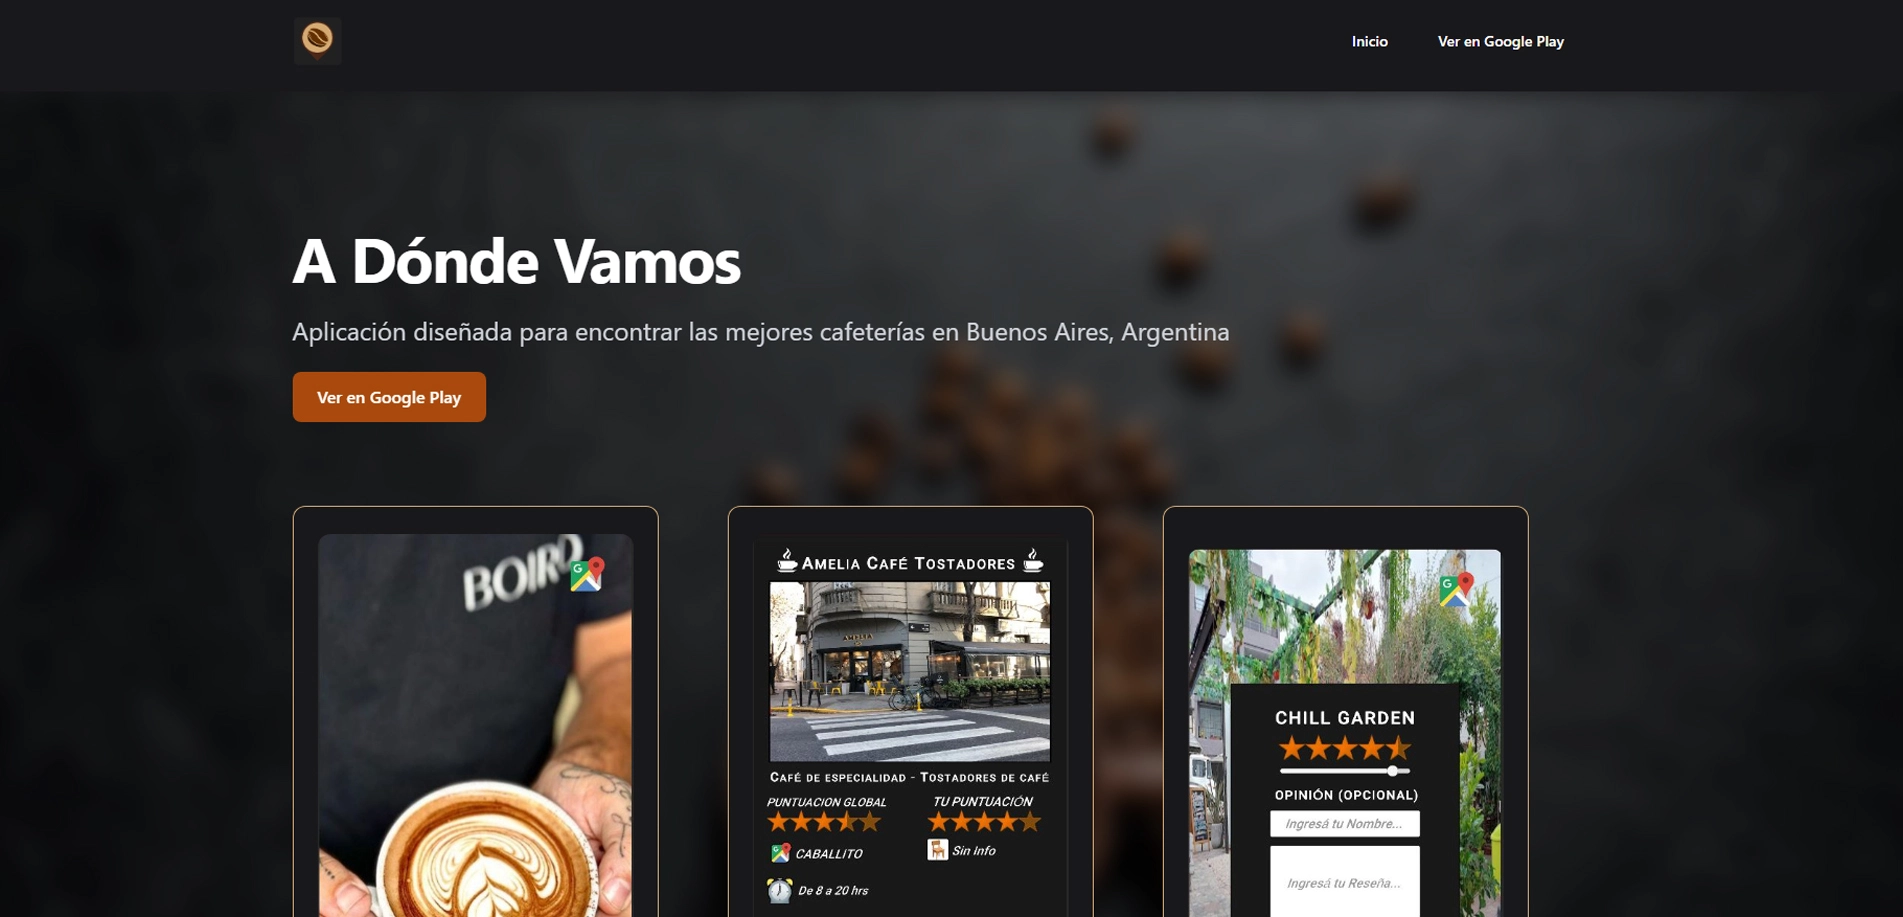 Inicio
Ver en Google Play
A Dónde Vamos
Aplicación diseñada para encontrar las mejores cafeterías en Buenos Aires, Argentina
Ver en Google Play
BOIRO
G
AMELIA CAFÉ TOSTADORES
AMELIA
CAFÉ DE ESPECIALIDAD - TOSTADORES DE CAFÉ
PUNTUACION GLOBAL
TU PUNTUACIÓN
CABALLITO
Sin Info
De 8 a 20 hrs
G
CHILL GARDEN
OPINIÓN (OPCIONAL)
Ingresá tu Nombre...
Ingresá tu Reseña...